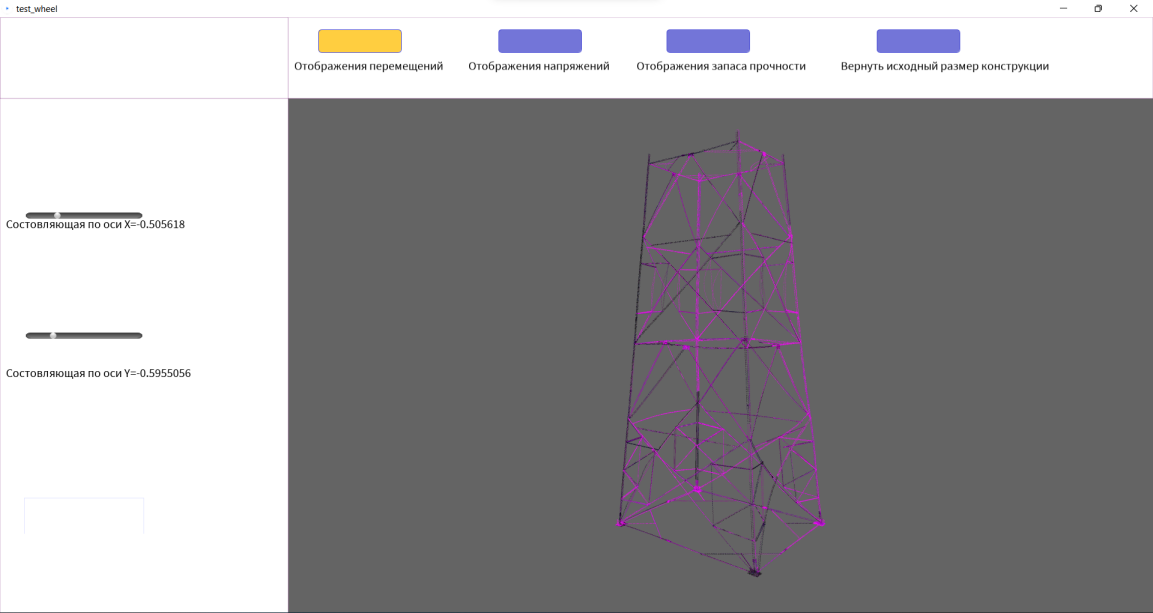 test_wheel
Отображения перемещений
Отображения напряжений
Отображения запаса прочности
Вернуть исходный размер конструкции
Состовляющая по оси X=-0.505618
Состовляющая по оси Y=-0.5955056